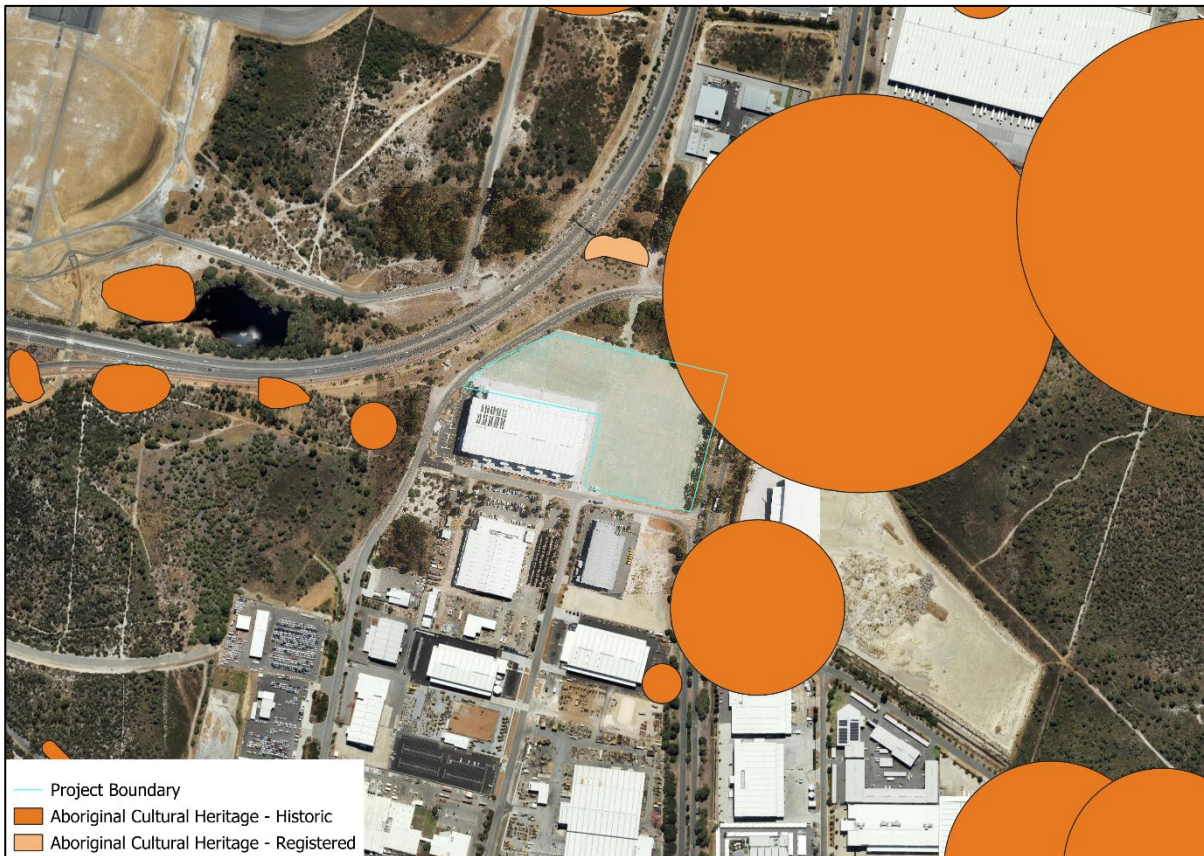 Project Boundary
Aboriginal Cultural Heritage - Historic
Aboriginal Cultural Heritage - Registered